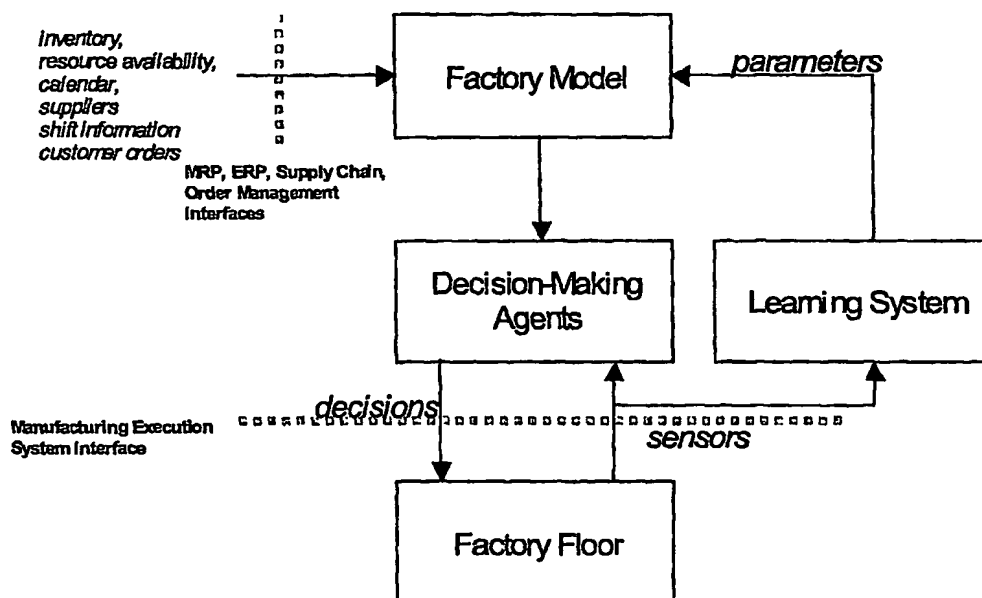 inventory,
resource availability,
calendar,
suppliers
shift information
customer orders
MRP, ERP, Supply Chain,
Order Management
Interfaces
Factory Model
parameters
Decision-Making
Agents
Learning System
decisions
Manufacturing Execution
System Interface
sensors
Factory Floor